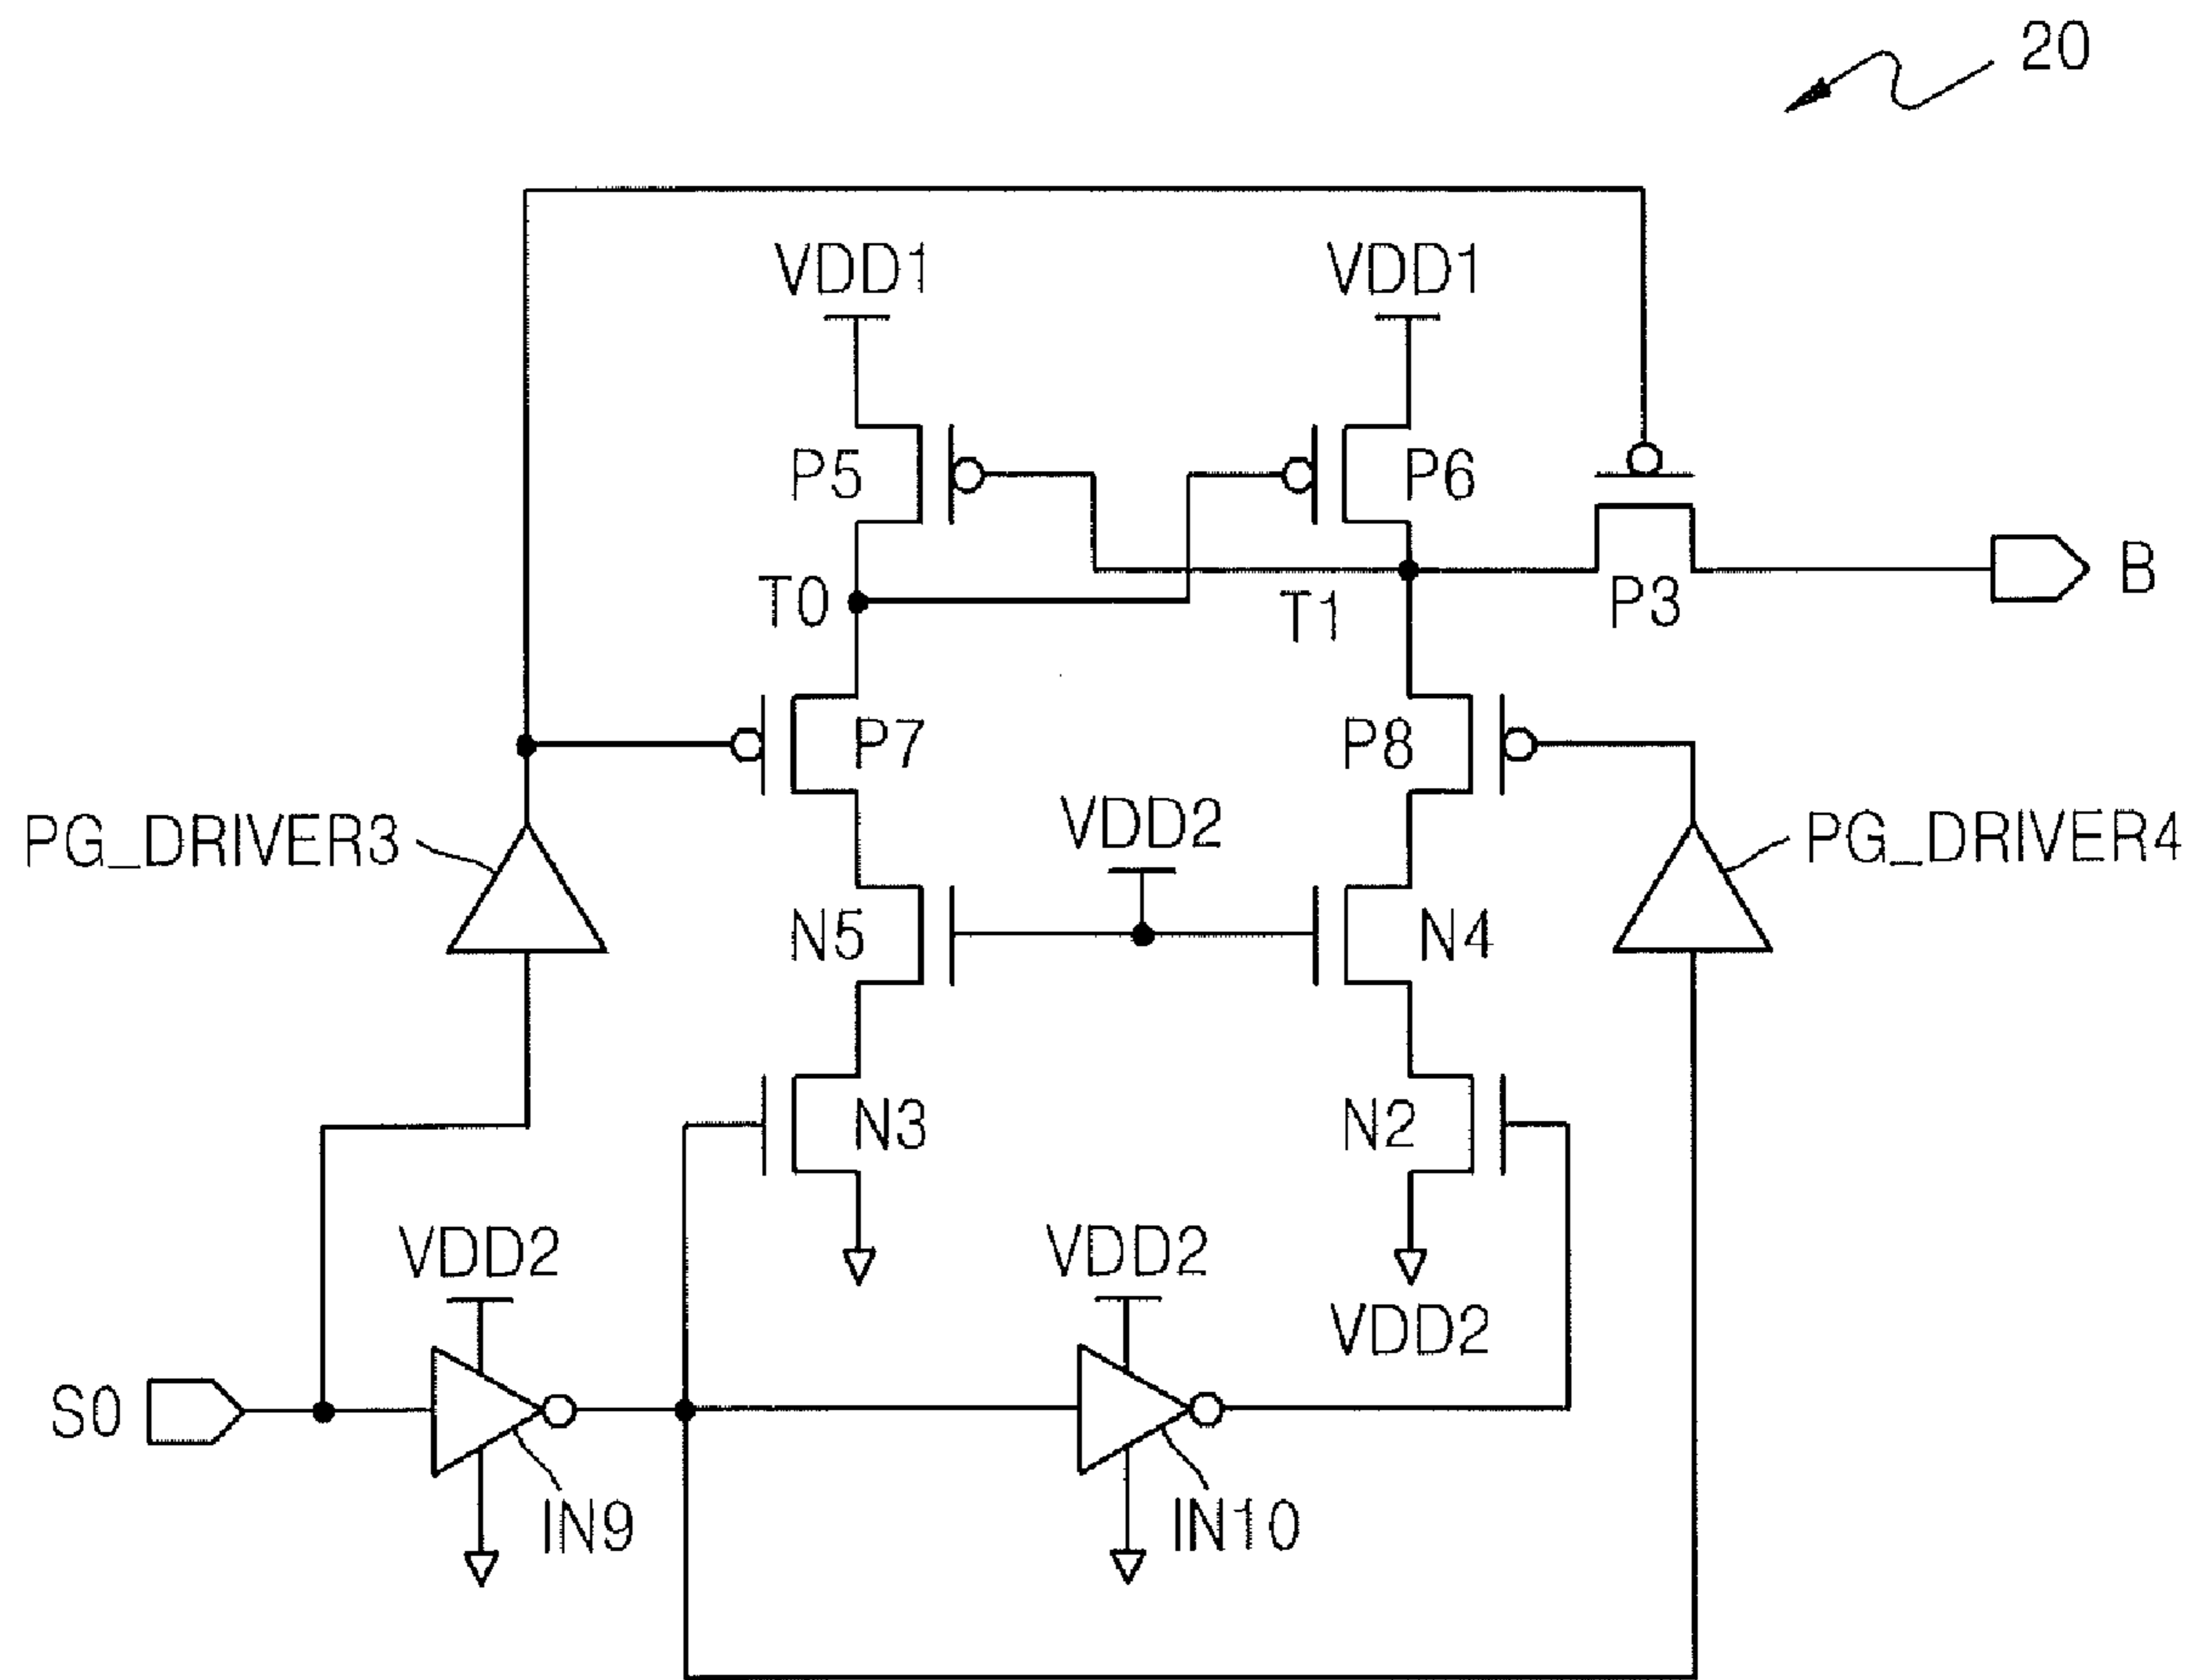 20
VDD1
VDD1
P5
P6
T0
T1
P3
B
P7
P8
VDD2
PG_DRIVER3
PG_DRIVER4
N5
N4
N3
N2
VDD2
VDD2
VDD2
S0
IN9
IN10